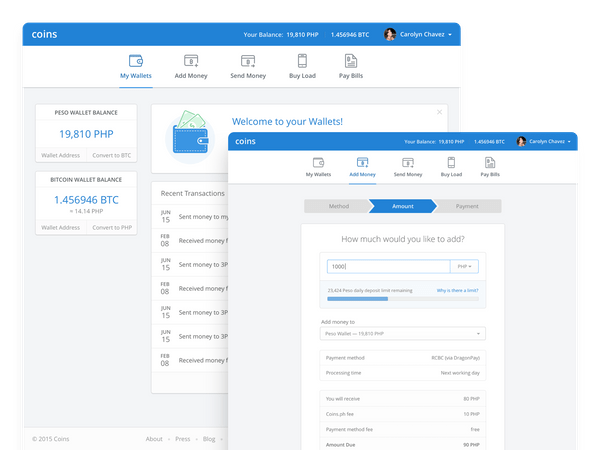 coins
Your Balance: 19,810 PHP 1.456946 BTC Carolyn Chavez
My Wallets Add Money Send Money Buy Load Pay Bills
PESO WALLET BALANCE
19,810 PHP
Wallet Address Convert to BTC
BITCOIN WALLET BALANCE
1.456946 BTC
≈ 14,14 PHP
Wallet Address Convert to PHP
Welcome to your Wallets!
Recent Transactions
JUN 15 Sent money to my
FEB 08 Received money f
JUN 15 Sent money to 3P
FEB 08 Received money f
JUN 15 Sent money to 3P
JUN 15 Sent money to 3P
FEB 08 Received money f
© 2015 Coins
About · Press · Blog ·
coins
Your Balance: 19,810 PHP 1.456946 BTC Carolyn Chavez
My Wallets Add Money Send Money Buy Load Pay Bills
Method Amount Payment
How much would you like to add?
1000 PHP
23,424 Peso daily deposit limit remaining Why is there a limit?
Add money to:
Peso Wallet — 19,810 PHP
Payment method RCBC (via DragonPay)
Processing time Next working day
You will receive 80 PHP
Coins.ph fee 10 PHP
Payment method fee free
Amount Due 90 PHP